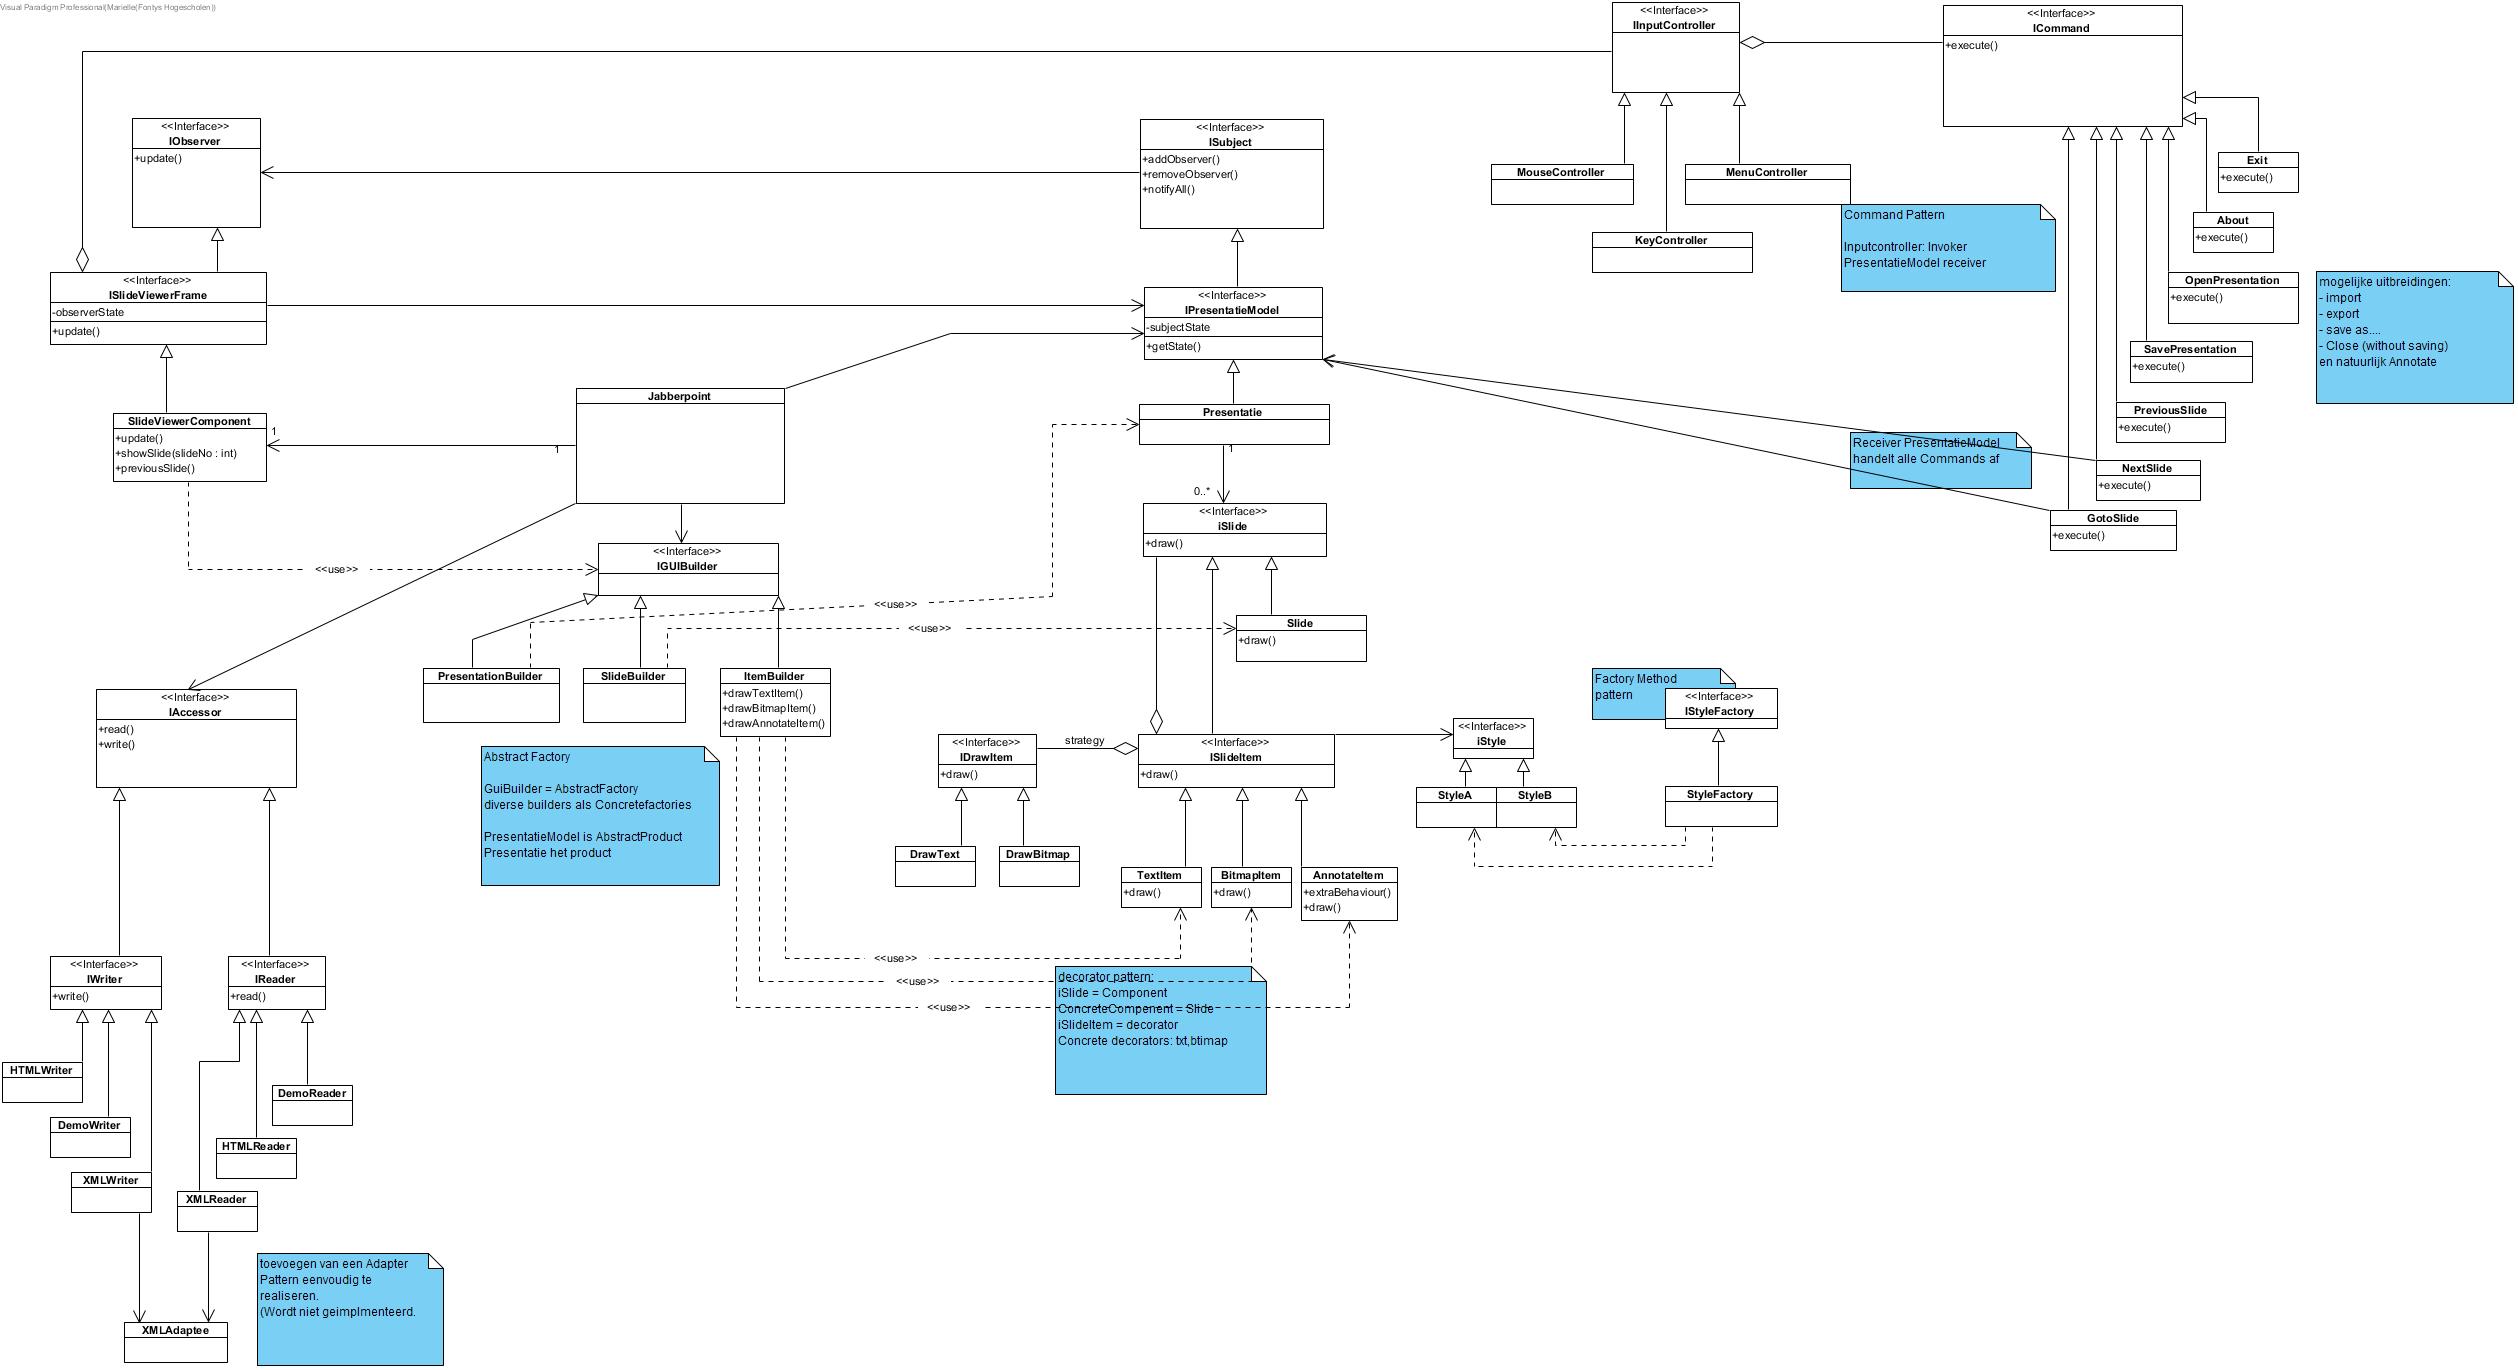 Visual Paradigm Professional(Marielle(Fontys Hogescholen))
<<Interface>>
IInputController
<<Interface>>
ICommand
+execute()
<<Interface>>
IObserver
+update()
<<Interface>>
ISubject
+addObserver()
+removeObserver()
+notifyAll()
MouseController
MenuController
KeyController
Exit
+execute()
About
+execute()
Command Pattern
Inputcontroller: Invoker
PresentatieModel receiver
<<Interface>>
ISlideViewerFrame
-observerState
+update()
<<Interface>>
IPresentatieModel
-subjectState
+getState()
OpenPresentation
+execute()
mogelijke uitbreidingen:
- import
- export
- save as....
- Close (without saving)
en natuurlijk Annotate
SavePresentation
+execute()
Jabberpoint
Presentatie
PreviousSlide
+execute()
SlideViewerComponent
+update()
+showSlide(slideNo : int)
+previousSlide()
1
1
1
0..*
Receiver PresentatieModel
handelt alle Commands af
NextSlide
+execute()
GotoSlide
+execute()
<<Interface>>
iSlide
+draw()
<<Interface>>
IGUIBuilder
<<use>>
<<use>>
<<use>>
Slide
+draw()
PresentationBuilder
SlideBuilder
ItemBuilder
+drawTextItem()
+drawBitmapItem()
+drawAnnotateItem()
<<Interface>>
IAccessor
+read()
+write()
Factory Method
pattern
<<Interface>>
IStyleFactory
<<Interface>>
IDrawItem
+draw()
strategy
<<Interface>>
ISlideItem
+draw()
<<Interface>>
iStyle
Abstract Factory
GuiBuilder = AbstractFactory
diverse builders als Concretefactories
PresentatieModel is AbstractProduct
Presentatie het product
StyleA
StyleB
StyleFactory
DrawText
DrawBitmap
TextItem
+draw()
BitmapItem
+draw()
AnnotateItem
+extraBehaviour()
+draw()
<<use>>
<<use>>
<<use>>
decorator pattern:
iSlide = Component
ConcreteCompenent = Slide
iSlideItem = decorator
Concrete decorators: txt,btimap
<<Interface>>
IWriter
+write()
<<Interface>>
IReader
+read()
HTMLWriter
DemoReader
DemoWriter
HTMLReader
XMLWriter
XMLReader
toevoegen van een Adapter
Pattern eenvoudig te
realiseren.
(Wordt niet geimplmenteerd.
XMLAdaptee